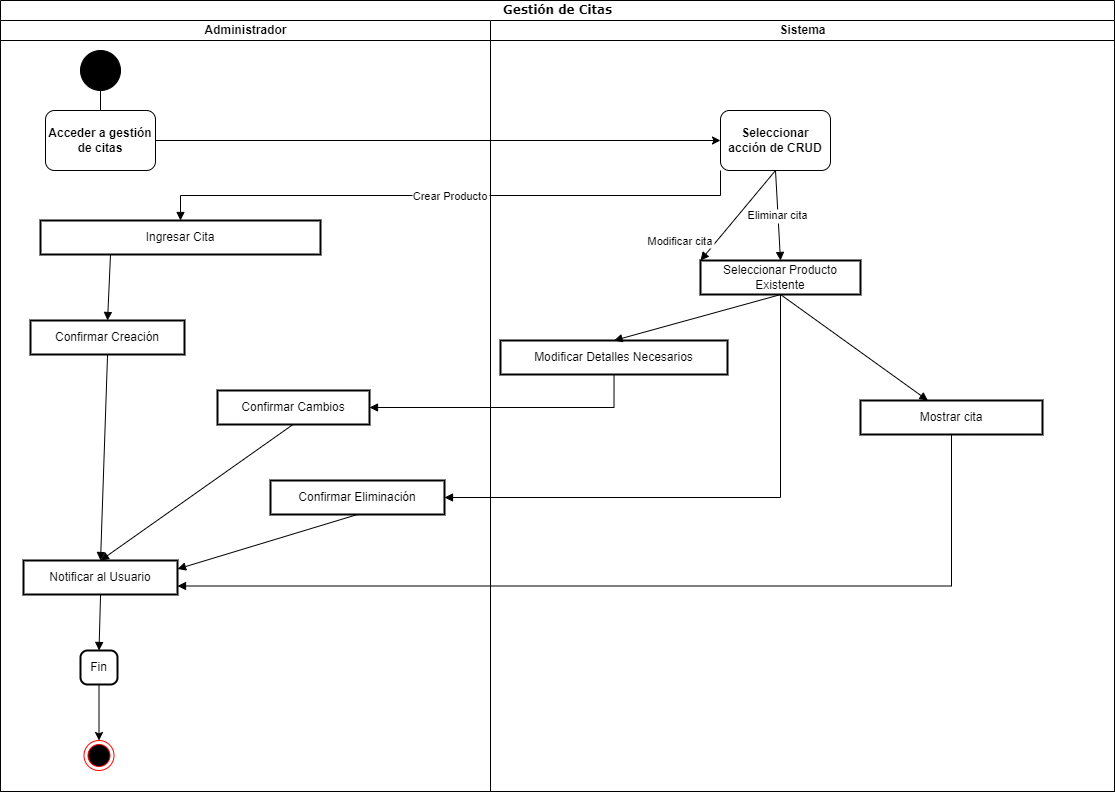 Gestión de Citas
Administrador
Sistema
Acceder a gestión
de citas
Seleccionar
acción de CRUD
Crear Producto
Eliminar cita
Ingresar Cita
Modificar cita
Seleccionar Producto
Existente
Confirmar Creación
Modificar Detalles Necesarios
Confirmar Cambios
Mostrar cita
Confirmar Eliminación
Notificar al Usuario
Fin